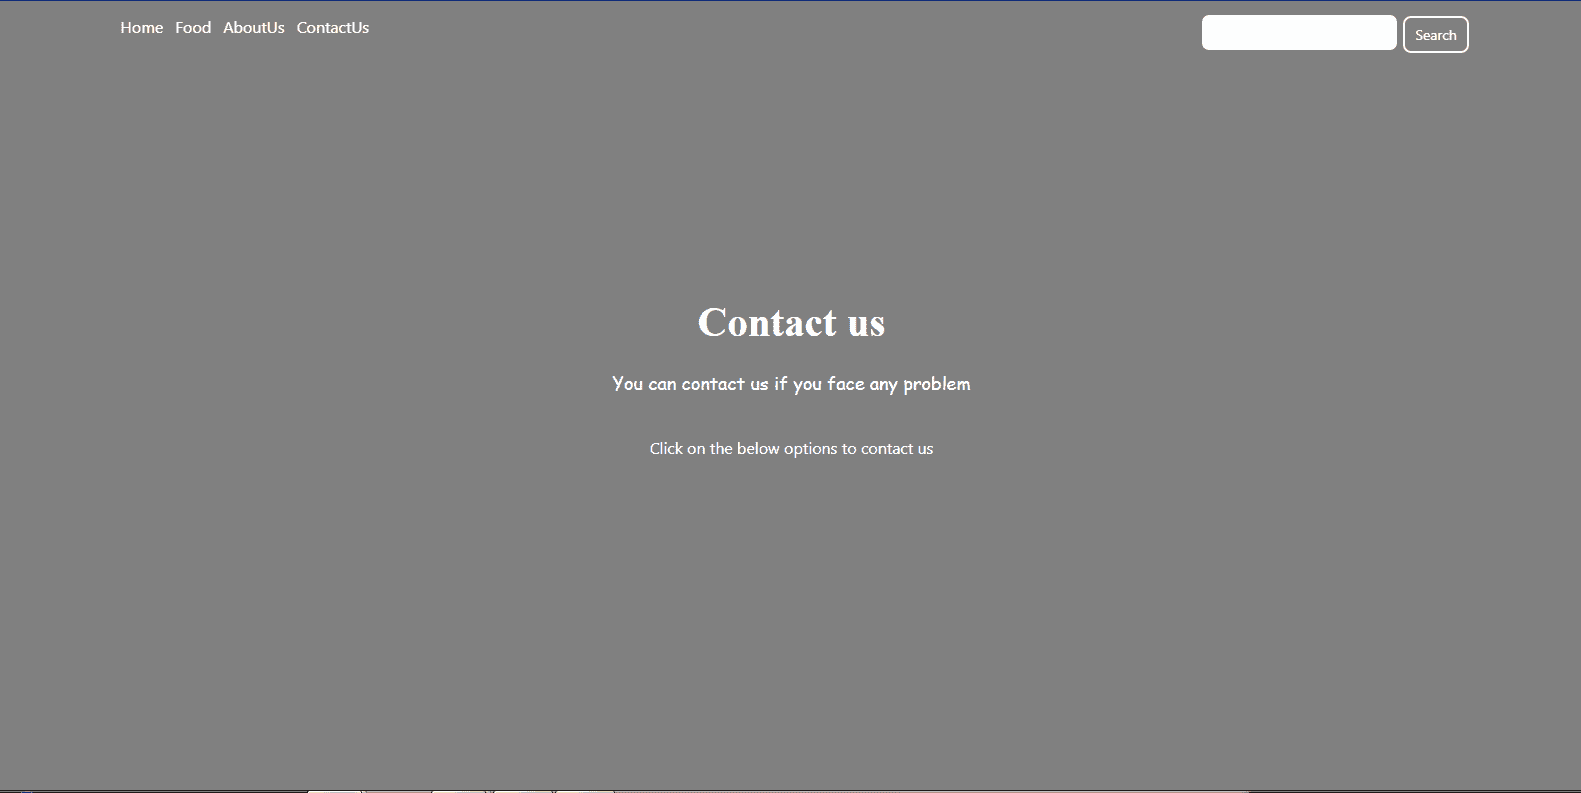 Home Food AboutUs ContactUs Search
Contact us
You can contact us if you face any problem
Click on the below options to contact us